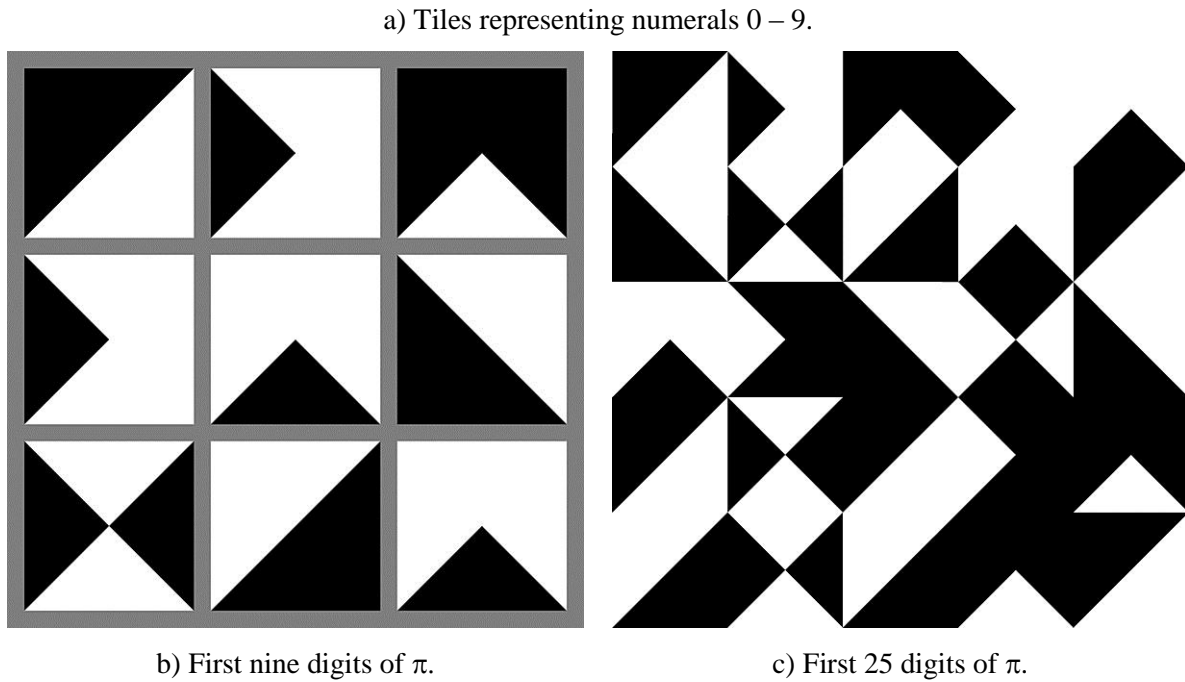 a) Tiles representing numerals 0 – 9.
b) First nine digits of π.
c) First 25 digits of π.